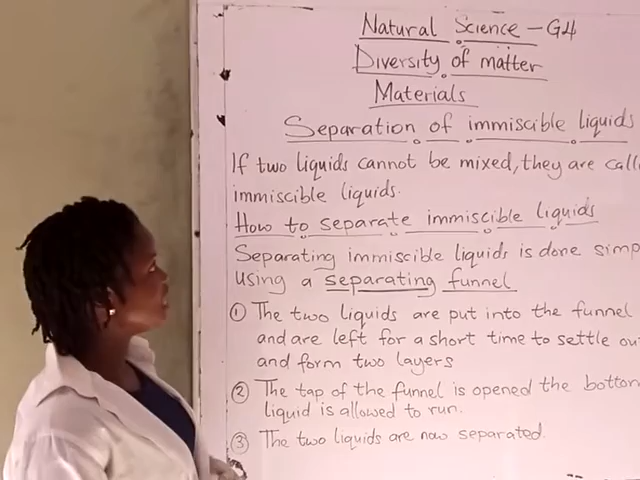 Natural Science - G4
Diversity of matter
Materials
Separation of immiscible liquids
If two liquids cannot be mixed, they are
immiscible liquids.
How to separate immiscible liquids
Separating immiscible liquids is done
using a separating funnel
① The two liquids are put into the funnel
and are left for a short time to settle
and form two layers
② The tap of the funnel is opened the bottom
liquid is allowed to run.
③ The two liquids are now separated.